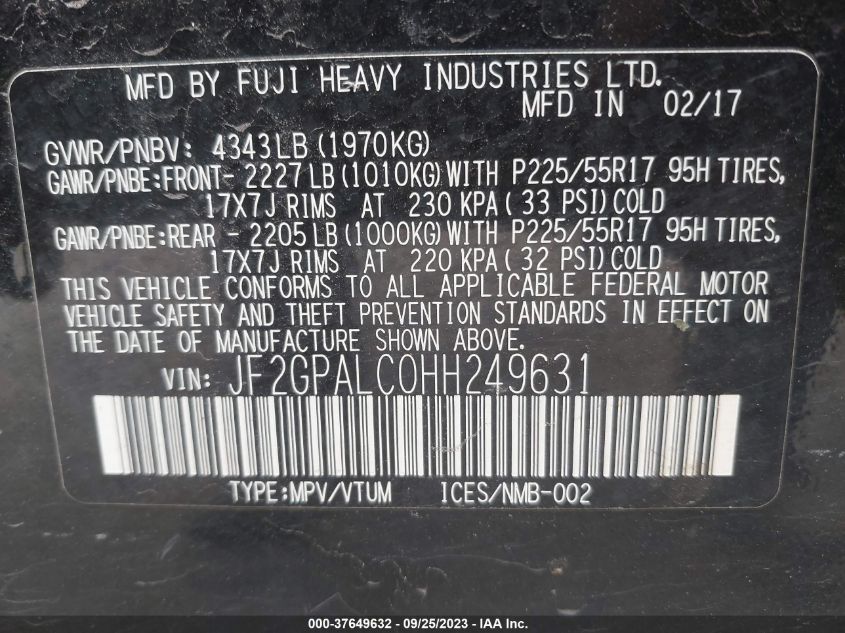 MFD BY FUJI HEAVY INDUSTRIES LTD.
MFD IN 02/17
GVWR/PNBV: 4343LB (1970KG)
GAWR/PNBE:FRONT- 2227LB (1010KG) WITH P225/55R17 95H TIRES,
17X7J RIMS AT 230 KPA (33 PSI) COLD
GAWR/PNBE:REAR - 2205LB (1000KG) WITH P225/55R17 95H TIRES,
17X7J RIMS AT 220 KPA (32 PSI) COLD
THIS VEHICLE CONFORMS TO ALL APPLICABLE FEDERAL MOTOR
VEHICLE SAFETY AND THEFT PREVENTION STANDARDS IN EFFECT ON
THE DATE OF MANUFACTURE SHOWN ABOVE.
VIN: JF2GPALC0HH249631
TYPE:MPV/VTUM ICES/NMB-002
000-37649632 - 09/25/2023 - IAA Inc.